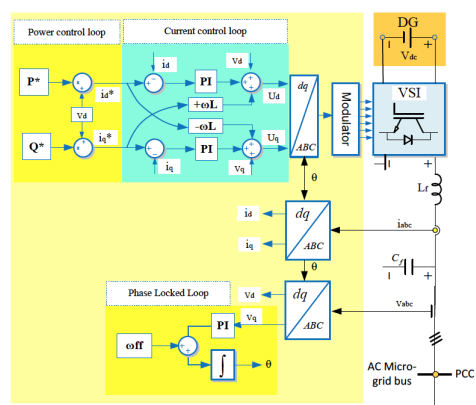 Power control loop
Current control loop
DG
Vdc
P*
id*
Vd
Q*
iq*
id
PI
Vd
Ud
+ωL
-ωL
Uq
PI
iq
Vq
dq
ABC
Modulator
VSI
θ
Lf
id
iq
dq
ABC
iabc
θ
Cf
Vd
Vq
dq
ABC
vabc
Phase Locked Loop
PI
ωff
∫
θ
AC Micro-
grid bus
PCC